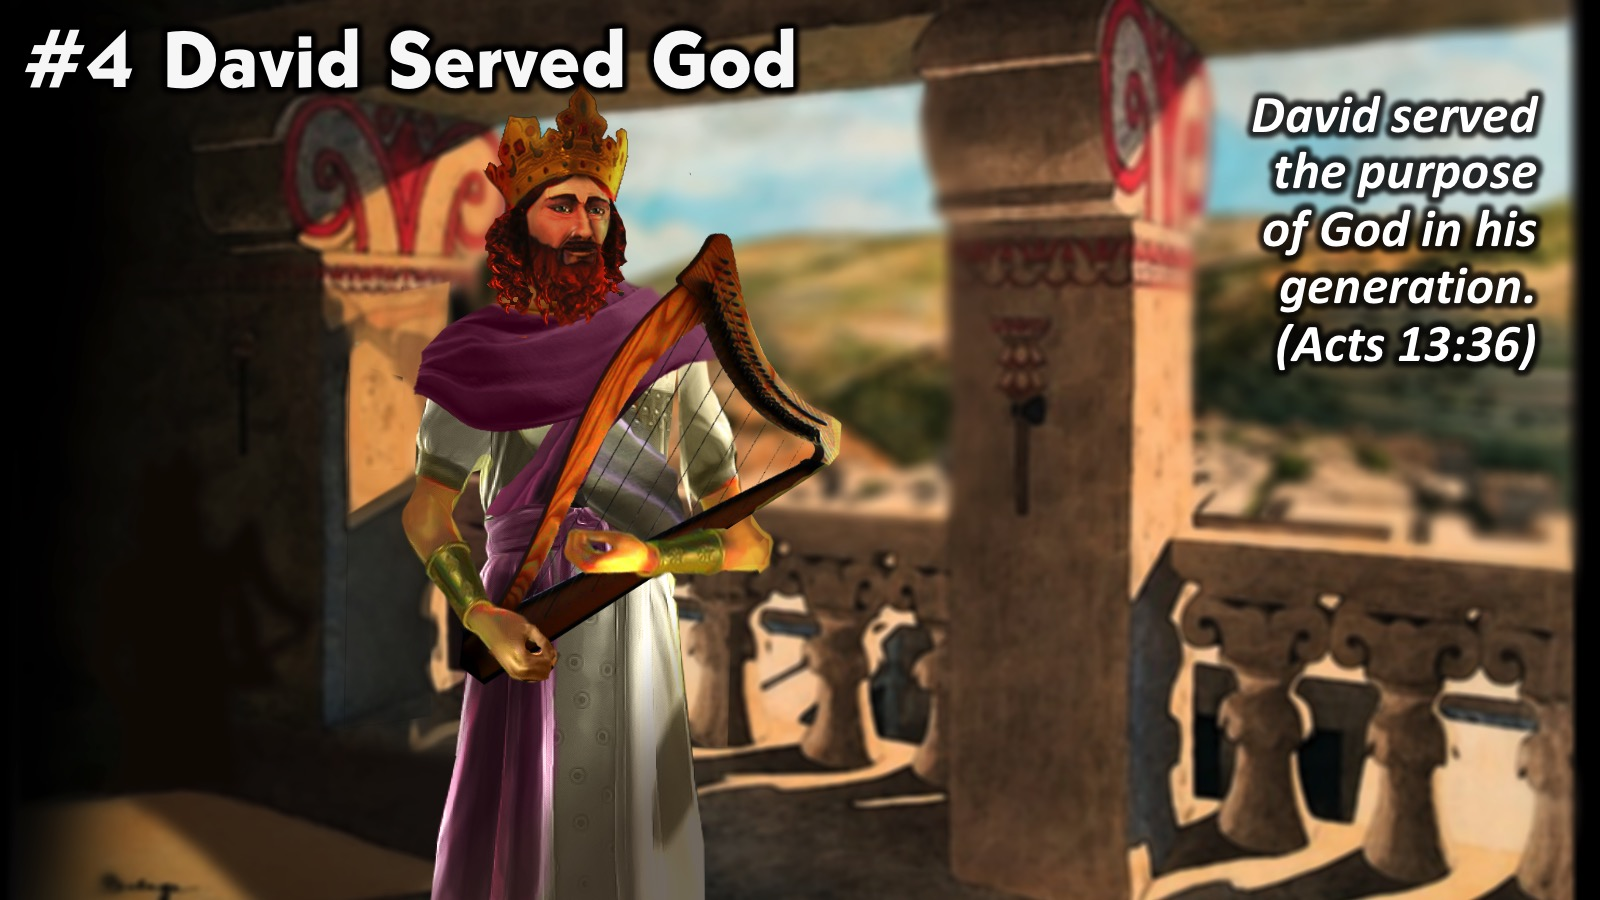 #4 David Served God
David served
the purpose
of God in his
generation.
(Acts 13:36)